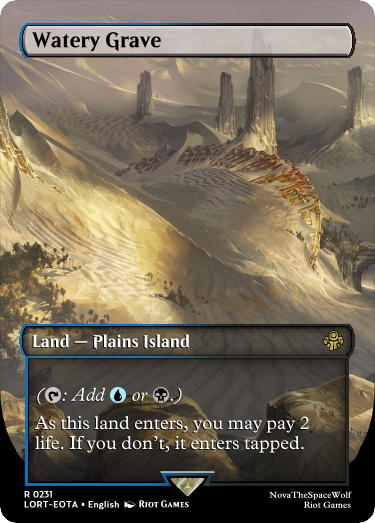 Watery Grave
Land — Plains Island
(: Add or .)
As this land enters, you may pay 2
life. If you don't, it enters tapped.
R 0231
LORT-EOTA • English Riot Games
NovaTheSpaceWolf
Riot Games